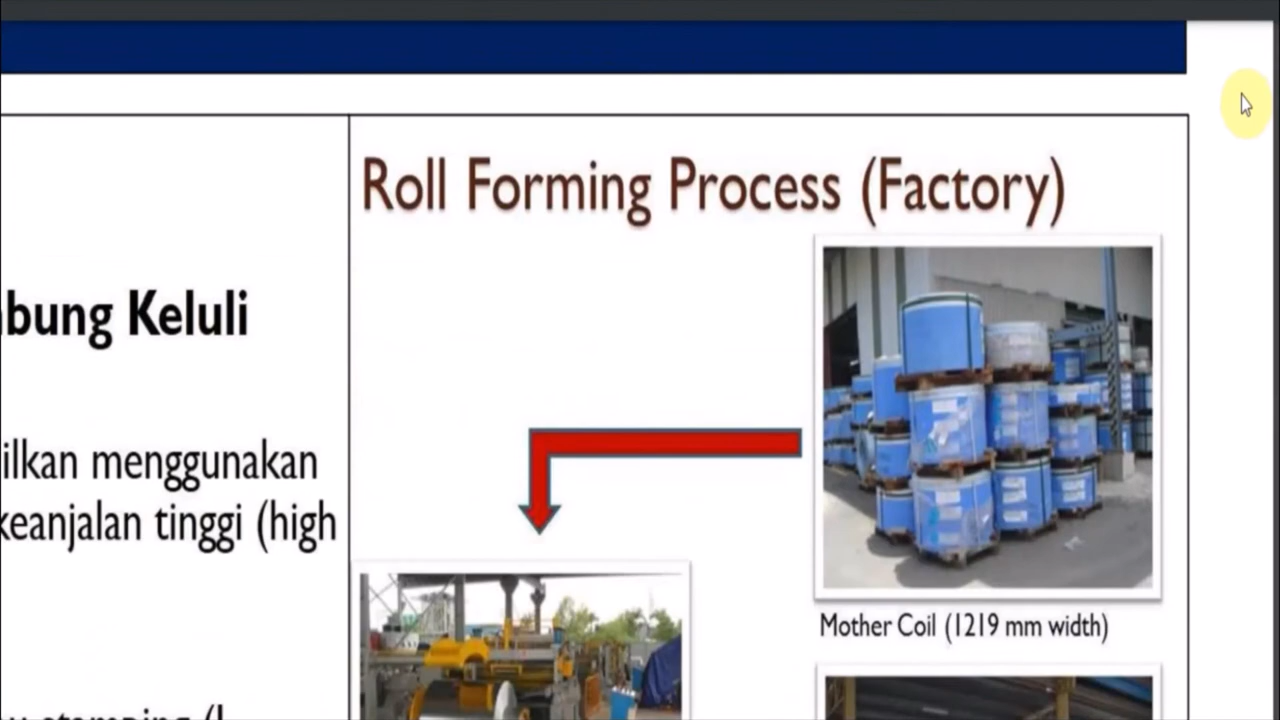 Roll Forming Process (Factory)
bung Keluli
ilkan menggunakan
keanjalan tinggi (high
Mother Coil (1219 mm width)